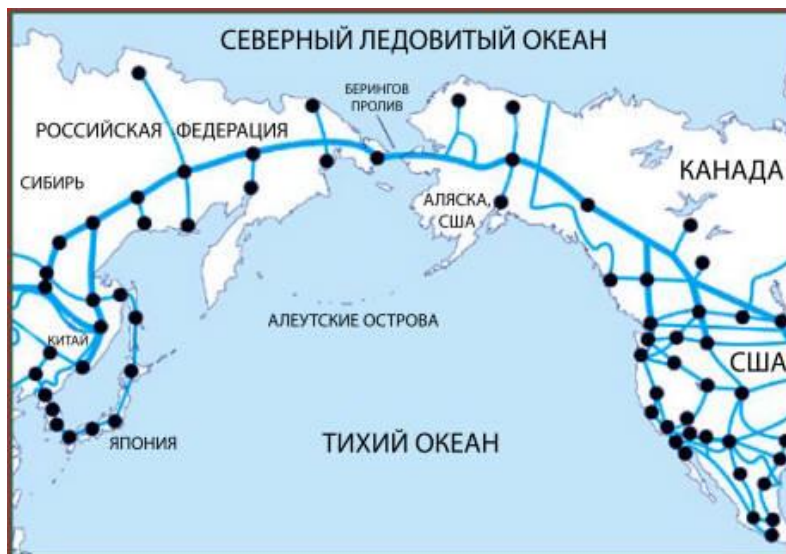 СЕВЕРНЫЙ ЛЕДОВИТЫЙ ОКЕАН
БЕРИНГОВ
ПРОЛИВ
РОССИЙСКАЯ ФЕДЕРАЦИЯ
КАНАДА
СИБИРЬ
АЛЯСКА,
США
АЛЕУТСКИЕ ОСТРОВА
КИТАЙ
США
ЯПОНИЯ
ТИХИЙ ОКЕАН